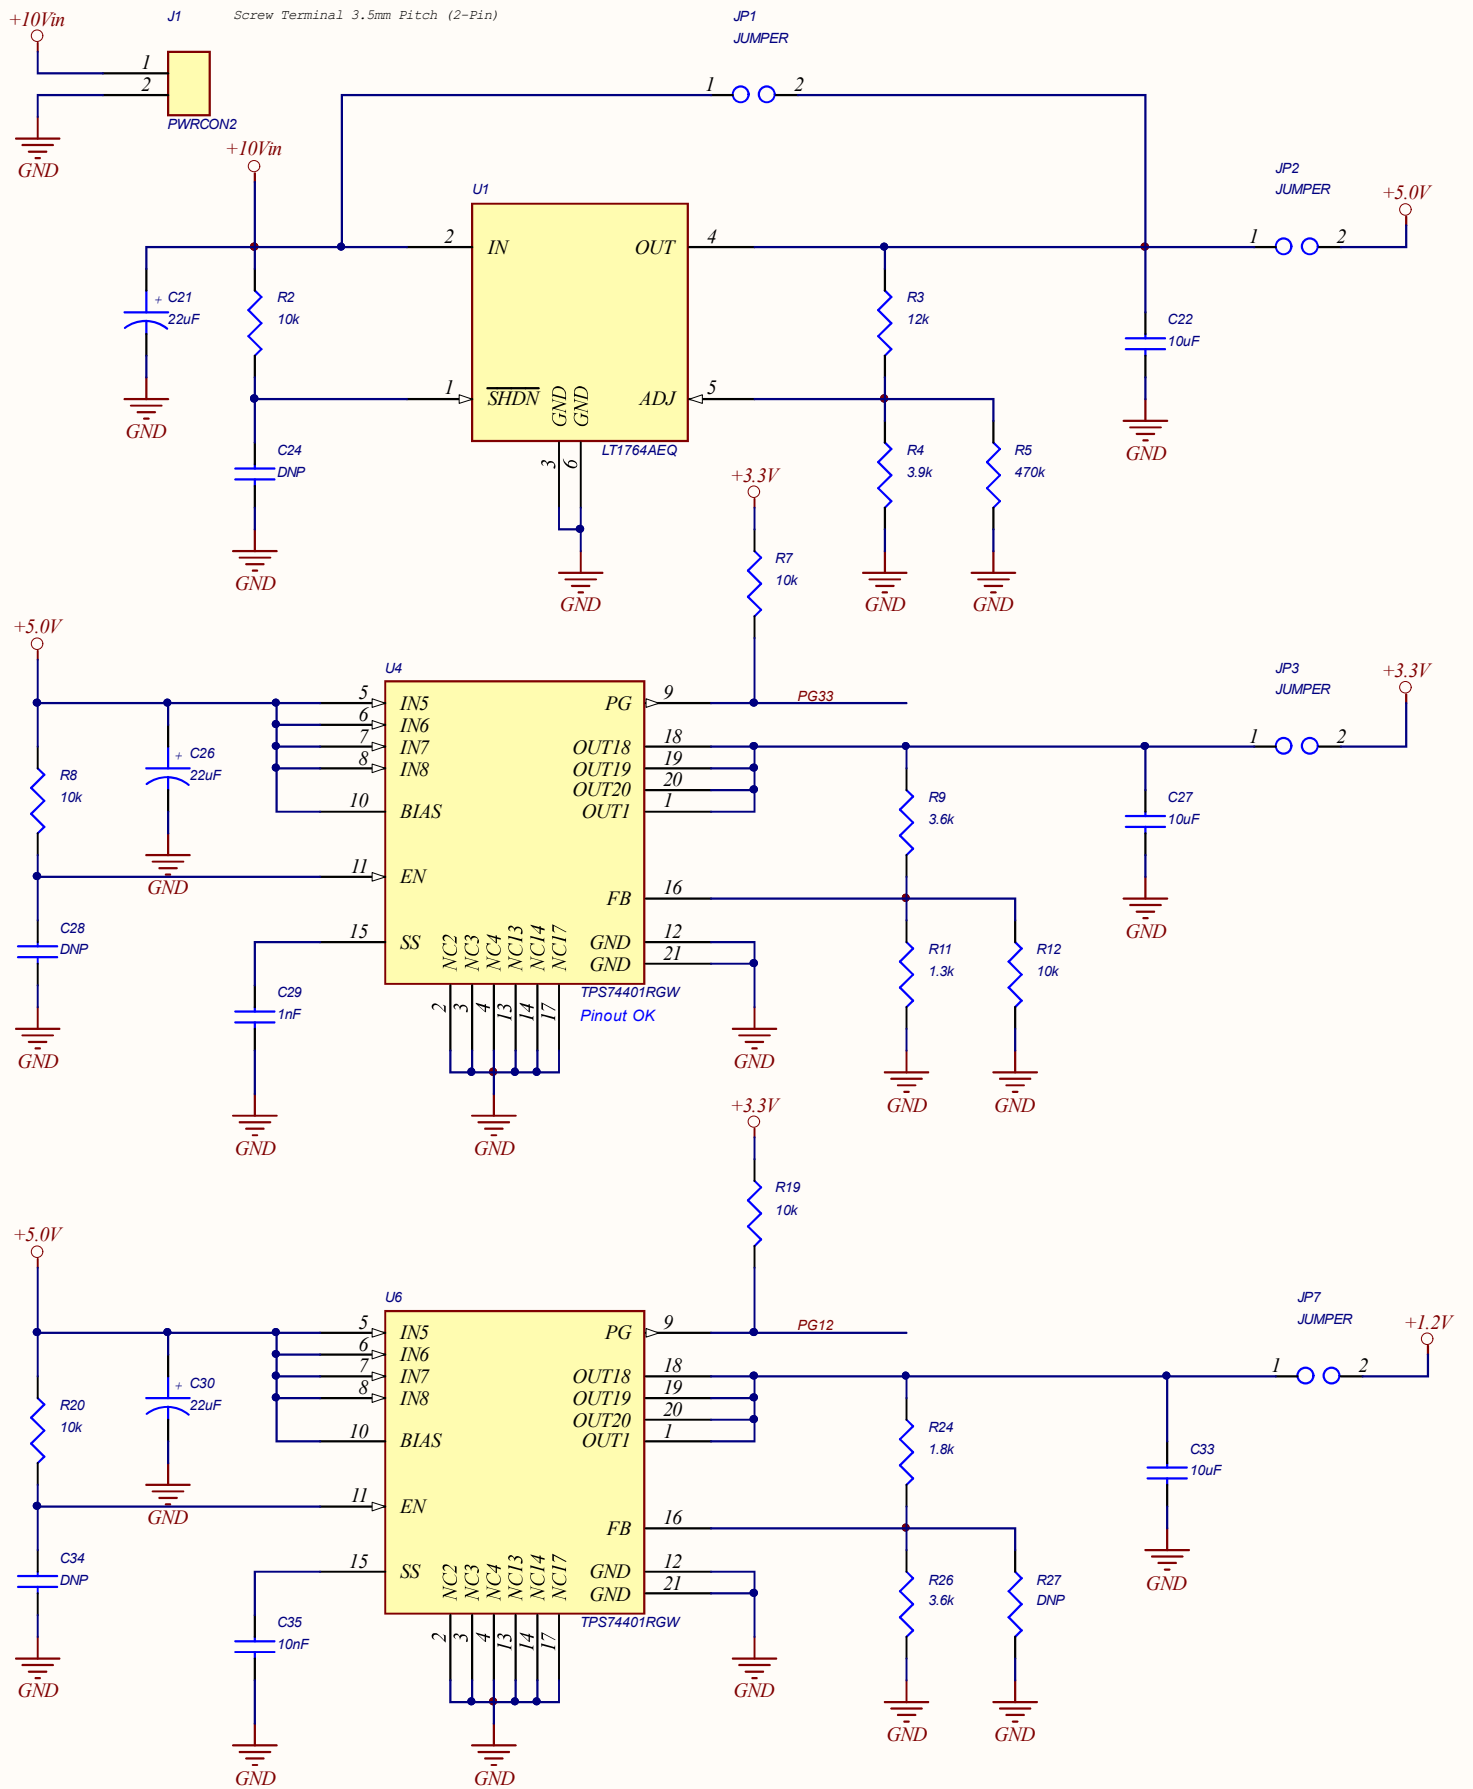 +10Vin
J1
Screw Terminal 3.5mm Pitch (2-Pin)
1
2
PWRCON2
GND
JP1
JUMPER
1
2
+10Vin
U1
2
IN
OUT
4
JP2
JUMPER
1
2
+5.0V
C21
22uF
GND
R2
10k
R3
12k
C22
10uF
GND
1
SHDN
GND
GND
ADJ
5
LT1764AEQ
3
6
GND
C24
DNP
GND
R4
3.9k
GND
R5
470k
GND
+3.3V
R7
10k
+5.0V
U4
5
IN5
6
IN6
7
IN7
8
IN8
10
BIAS
11
EN
15
SS
PG
9
PG33
OUT18
18
OUT19
19
OUT20
20
OUT1
1
FB
16
GND
12
GND
21
NC2
NC3
NC4
NC13
NC14
NC17
2
3
4
13
14
17
TPS74401RGW
Pinout OK
R8
10k
C26
22uF
GND
C28
DNP
GND
C29
1nF
GND
GND
GND
R9
3.6k
R11
1.3k
GND
R12
10k
GND
C27
10uF
GND
JP3
JUMPER
1
2
+3.3V
+3.3V
R19
10k
+5.0V
U6
5
IN5
6
IN6
7
IN7
8
IN8
10
BIAS
11
EN
15
SS
PG
9
PG12
OUT18
18
OUT19
19
OUT20
20
OUT1
1
FB
16
GND
12
GND
21
NC2
NC3
NC4
NC13
NC14
NC17
2
3
4
13
14
17
TPS74401RGW
R20
10k
C30
22uF
GND
C34
DNP
GND
C35
10nF
GND
GND
GND
R24
1.8k
R26
3.6k
GND
R27
DNP
GND
C33
10uF
GND
JP7
JUMPER
1
2
+1.2V